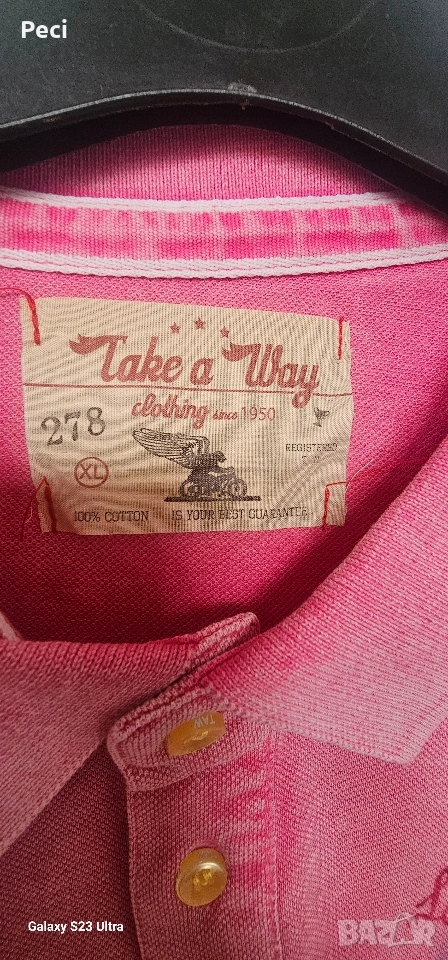 Peci
Take a Way
clothing since 1950
278
XL
REGISTERED
100% COTTON IS YOUR BEST GUARANTEE
TAW
Galaxy S23 Ultra
BAZAR